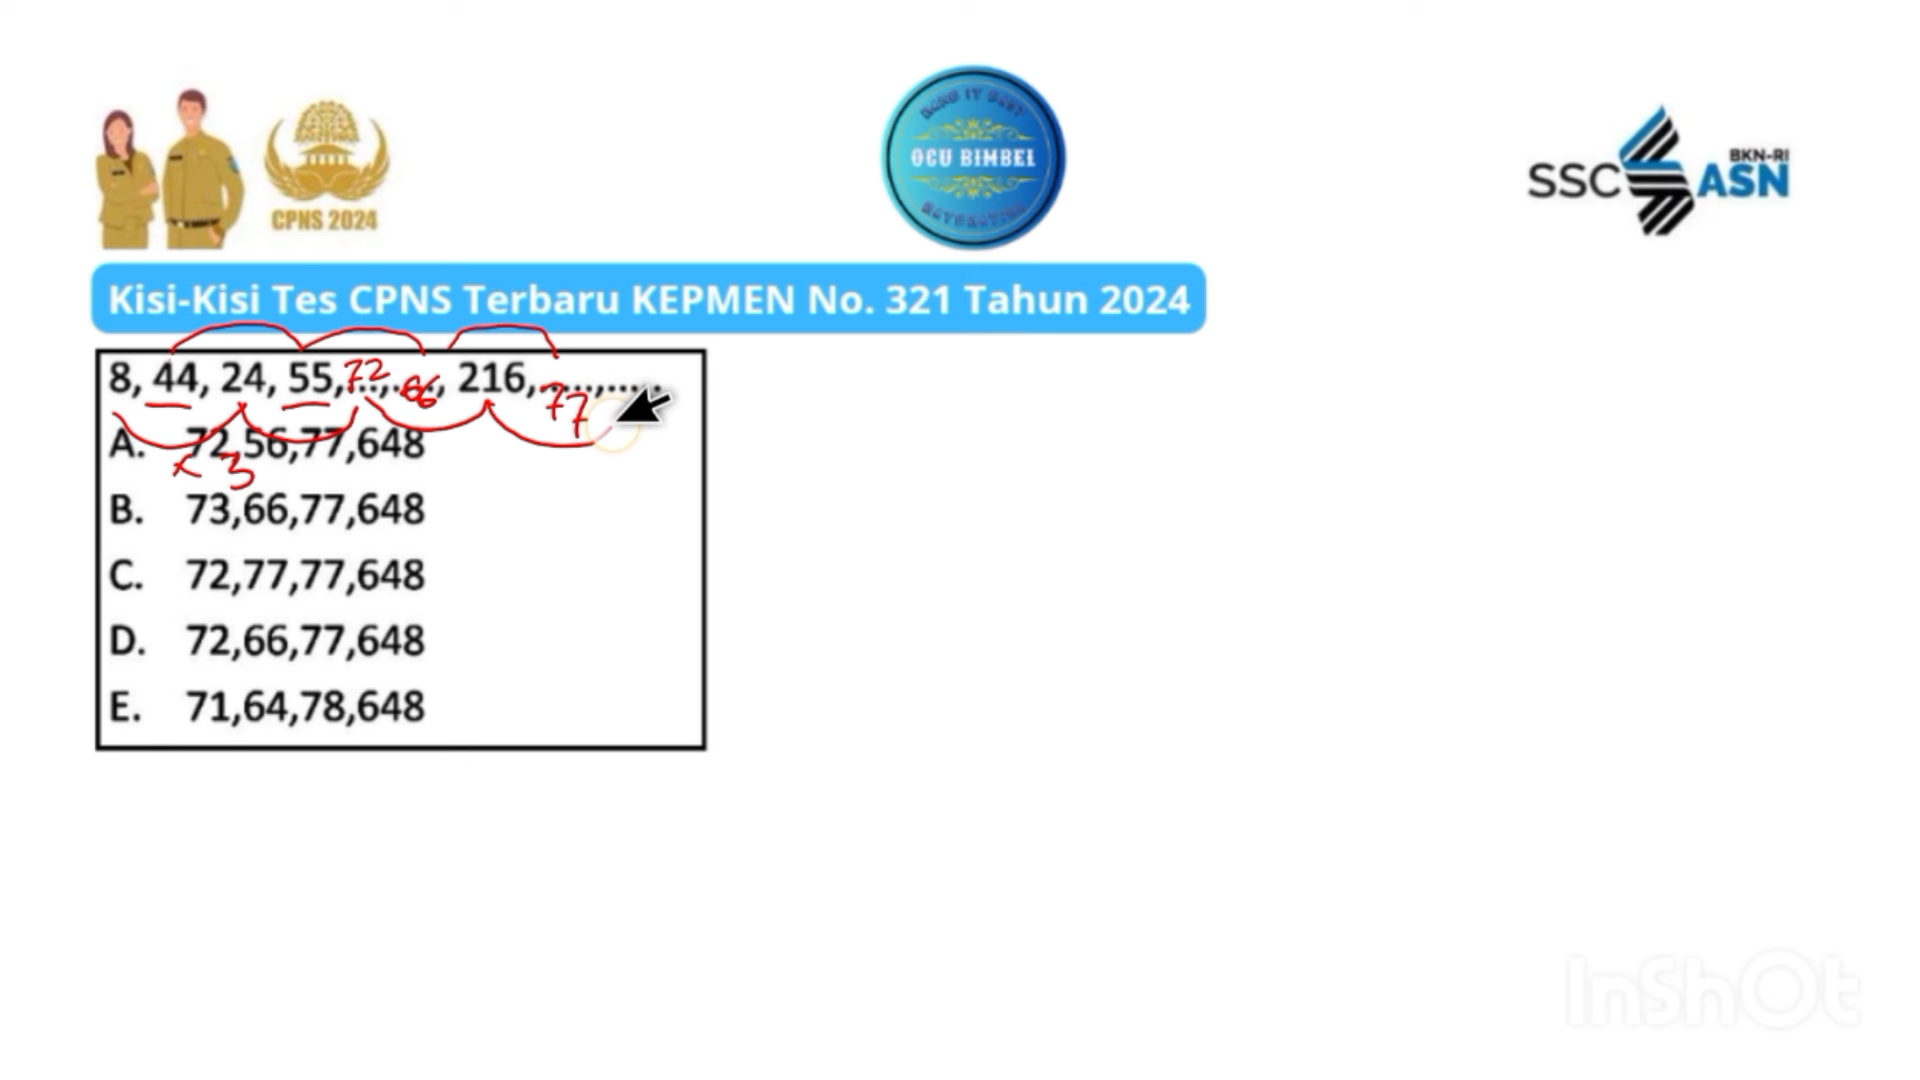 CPNS 2024
OCU BIMBEL
SSC ASN
BKN-RI
Kisi-Kisi Tes CPNS Terbaru KEPMEN No. 321 Tahun 2024
8, 44, 24, 55, 72 ..., 66 ...., 216, 77 ....,.....
A. 72,56,77,648
× 3
B. 73,66,77,648
C. 72,77,77,648
D. 72,66,77,648
E. 71,64,78,648
InShOt